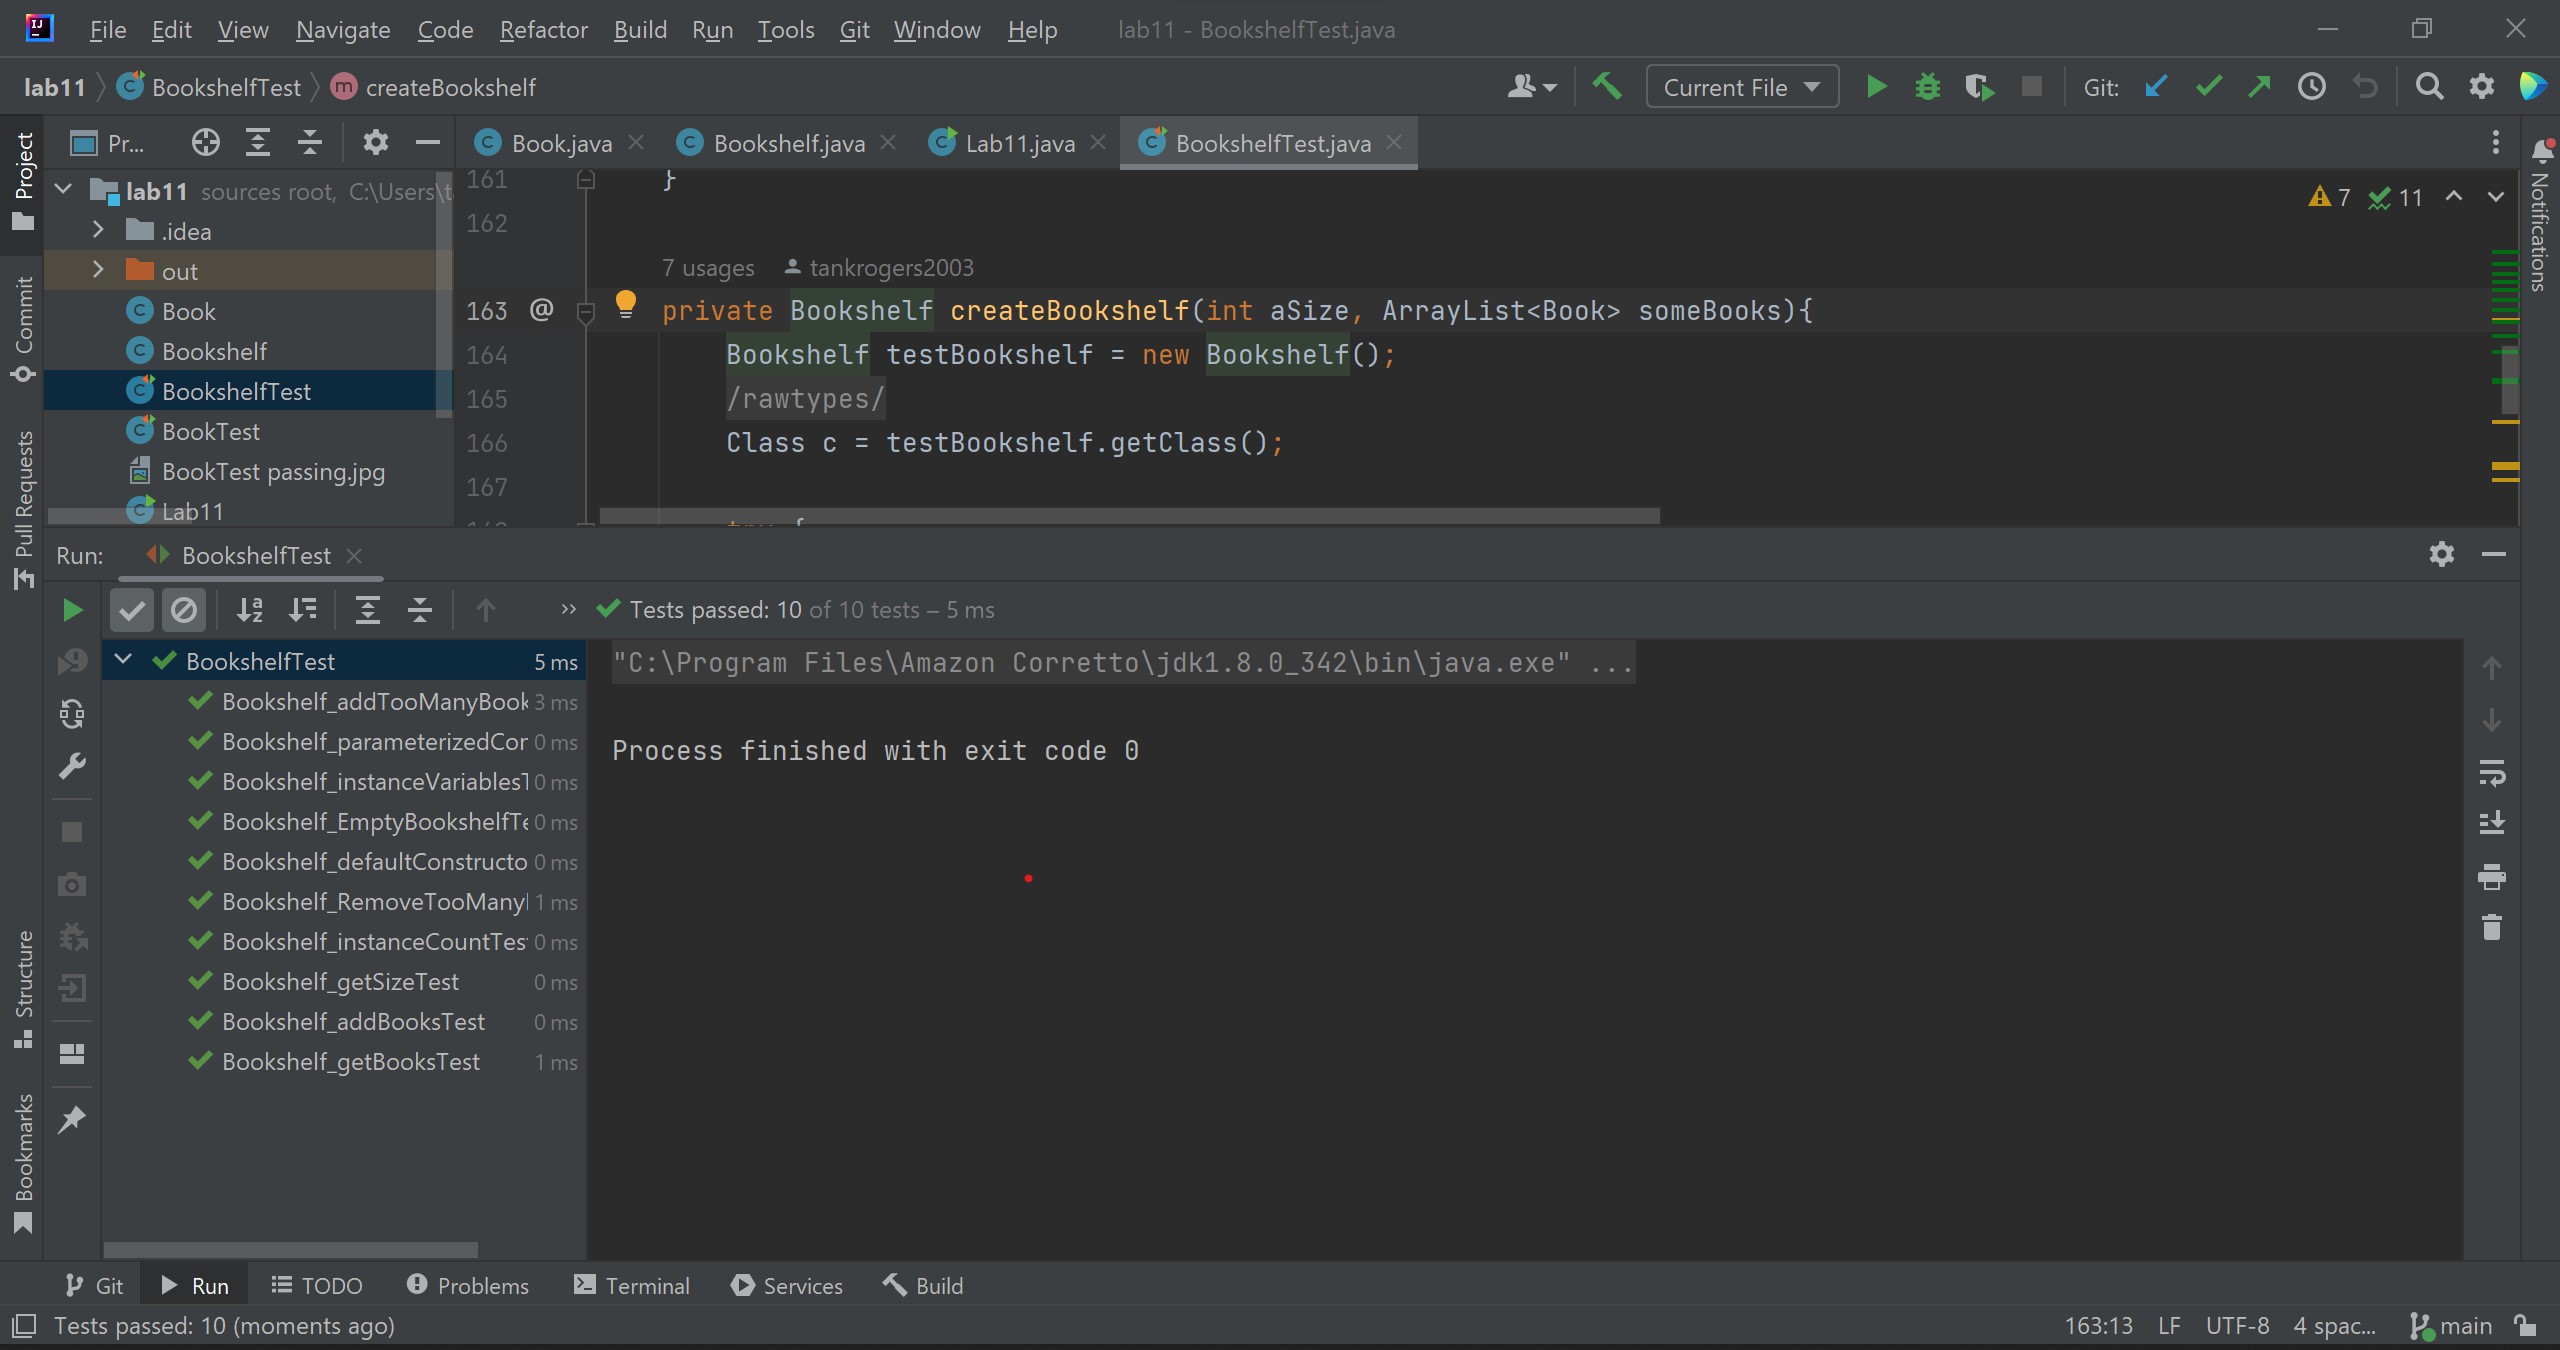 File Edit View Navigate Code Refactor Build Run Tools Git Window Help lab11 - BookshelfTest.java
lab11 BookshelfTest m createBookshelf Current File Git:
Pr... Book.java Bookshelf.java Lab11.java BookshelfTest.java
Project
Commit
Pull Requests
Structure
Bookmarks
Notifications
lab11 sources root, C:\Users\t
.idea
out
Book
Bookshelf
BookshelfTest
BookTest
BookTest passing.jpg
Lab11
161 }
162
7 usages tankrogers2003
163 @ private Bookshelf createBookshelf(int aSize, ArrayList<Book> someBooks){
164 Bookshelf testBookshelf = new Bookshelf();
165 /rawtypes/
166 Class c = testBookshelf.getClass();
167
7 11
Run: BookshelfTest
Tests passed: 10 of 10 tests – 5 ms
BookshelfTest 5 ms
Bookshelf_addTooManyBook 3 ms
Bookshelf_parameterizedCor 0 ms
Bookshelf_instanceVariablesT 0 ms
Bookshelf_EmptyBookshelfTe 0 ms
Bookshelf_defaultConstructo 0 ms
Bookshelf_RemoveTooMany 1 ms
Bookshelf_instanceCountTes 0 ms
Bookshelf_getSizeTest 0 ms
Bookshelf_addBooksTest 0 ms
Bookshelf_getBooksTest 1 ms
"C:\Program Files\Amazon Corretto\jdk1.8.0_342\bin\java.exe" ...
Process finished with exit code 0
Git Run TODO Problems Terminal Services Build
Tests passed: 10 (moments ago) 163:13 LF UTF-8 4 spac... main